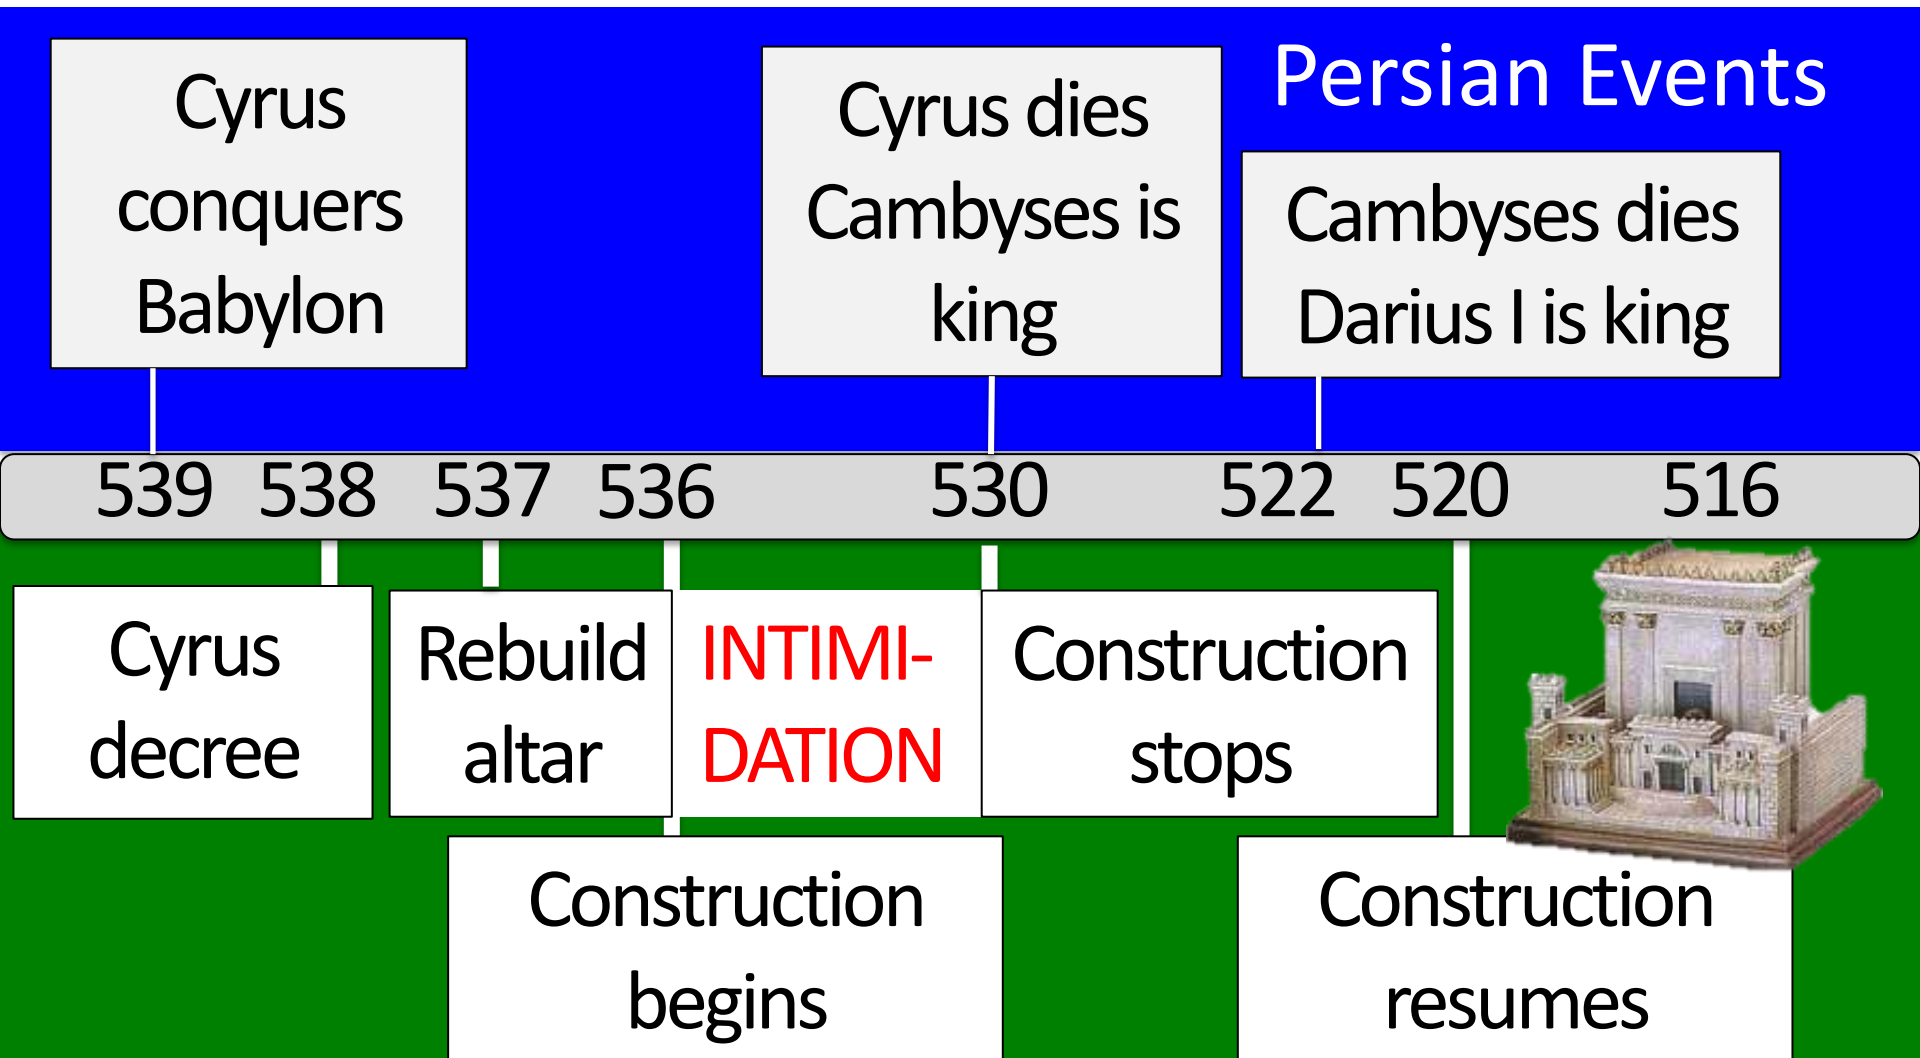 Persian Events
Cyrus
conquers
Babylon
Cyrus dies
Cambyses is
king
Cambyses dies
Darius I is king
539 538 537 536 530 522 520 516
Cyrus
decree
Rebuild
altar
INTIMI-
DATION
Construction
stops
Construction
begins
Construction
resumes